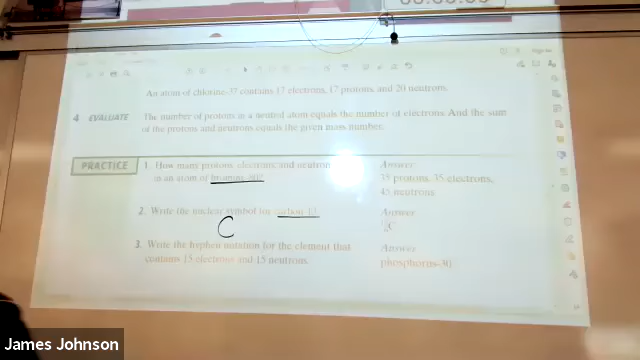 An atom of chlorine-37 contains 17 electrons, 17 protons, and 20 neutrons.
4 EVALUATE The number of protons in a neutral atom equals the number of electrons. And the sum
of the protons and neutrons equals the given mass number.
PRACTICE
1. How many protons, electrons, and neutrons
in an atom of bromine-80?
Answer
35 protons, 35 electrons,
45 neutrons
2. Write the nuclear symbol for carbon-13.
Answer
C
C
3. Write the hyphen notation for the element that
contains 15 electrons and 15 neutrons.
Answer
phosphorus-30
James Johnson